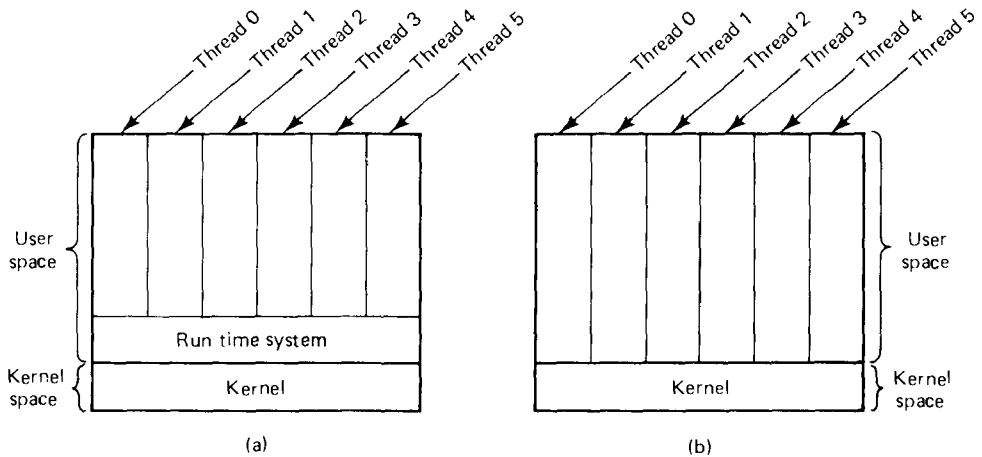 Thread 0
Thread 1
Thread 2
Thread 3
Thread 4
Thread 5
User
space
Run time system
Kernel
space
Kernel
(a)
Thread 0
Thread 1
Thread 2
Thread 3
Thread 4
Thread 5
User
space
Kernel
Kernel
space
(b)